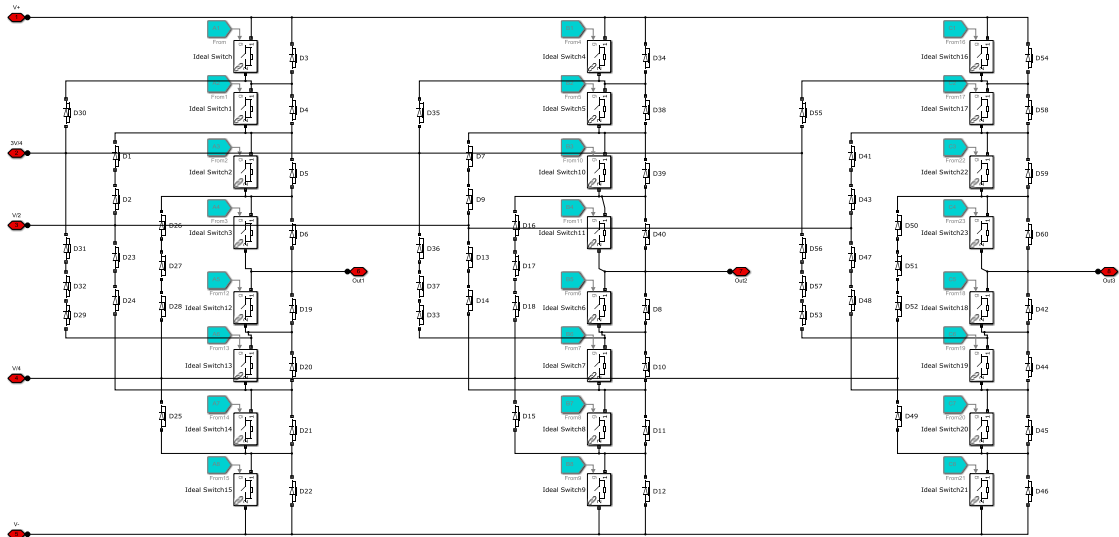 V+
From
Ideal Switch
D3
From4
Ideal Switch4
D34
From16
Ideal Switch16
D54
D30
From1
Ideal Switch1
D4
D35
From5
Ideal Switch5
D38
D55
From17
Ideal Switch17
D58
3V/4
D1
From2
Ideal Switch2
D5
D7
From10
Ideal Switch10
D39
D41
From22
Ideal Switch22
D59
D2
D9
D43
V/2
D26
From3
Ideal Switch3
D6
D16
From11
Ideal Switch11
D40
D50
From23
Ideal Switch23
D60
D31
D23
D27
D36
D13
D17
D56
D47
D51
Out1
Out2
Out3
D32
D24
D28
From12
Ideal Switch12
D19
D37
D14
D18
From6
Ideal Switch6
D8
D57
D48
D52
From18
Ideal Switch18
D42
D29
D33
D53
From13
Ideal Switch13
D20
From7
Ideal Switch7
D10
From19
Ideal Switch19
D44
V/4
D25
From14
Ideal Switch14
D21
D15
From8
Ideal Switch8
D11
D49
From20
Ideal Switch20
D45
From15
Ideal Switch15
D22
From9
Ideal Switch9
D12
From21
Ideal Switch21
D46
V-